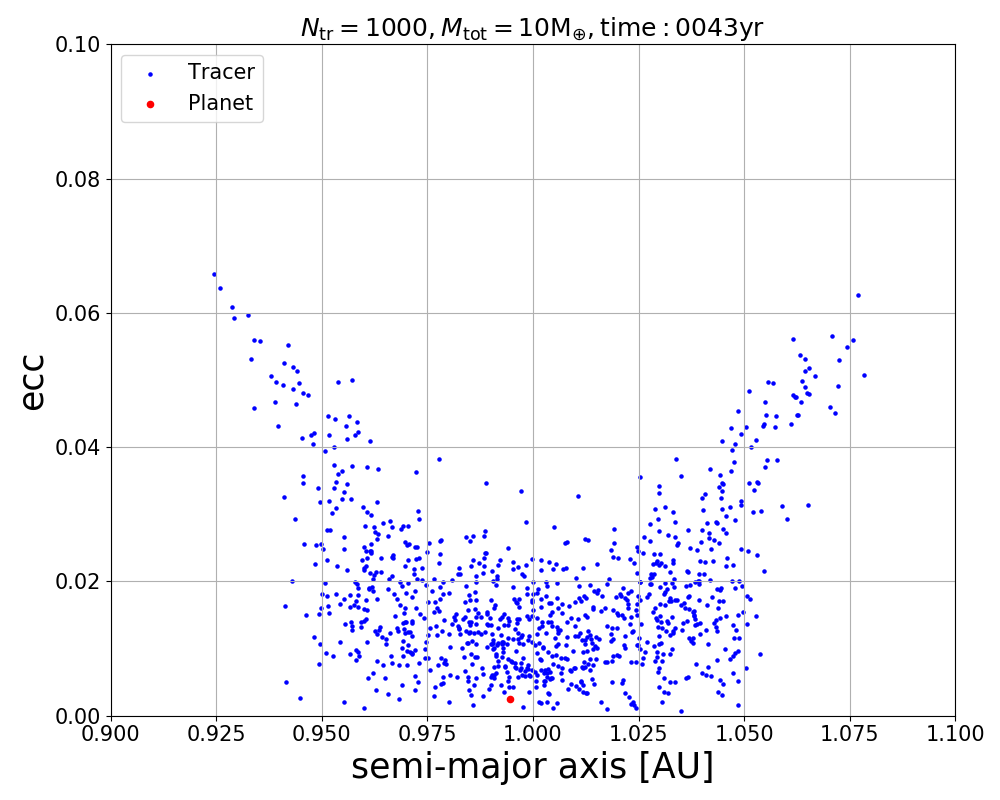 N_tr = 1000, M_tot = 10M_⊕, time : 0043yr
Tracer
Planet
0.10
0.08
0.06
0.04
0.02
0.00
ecc
0.900 0.925 0.950 0.975 1.000 1.025 1.050 1.075 1.100
semi-major axis [AU]